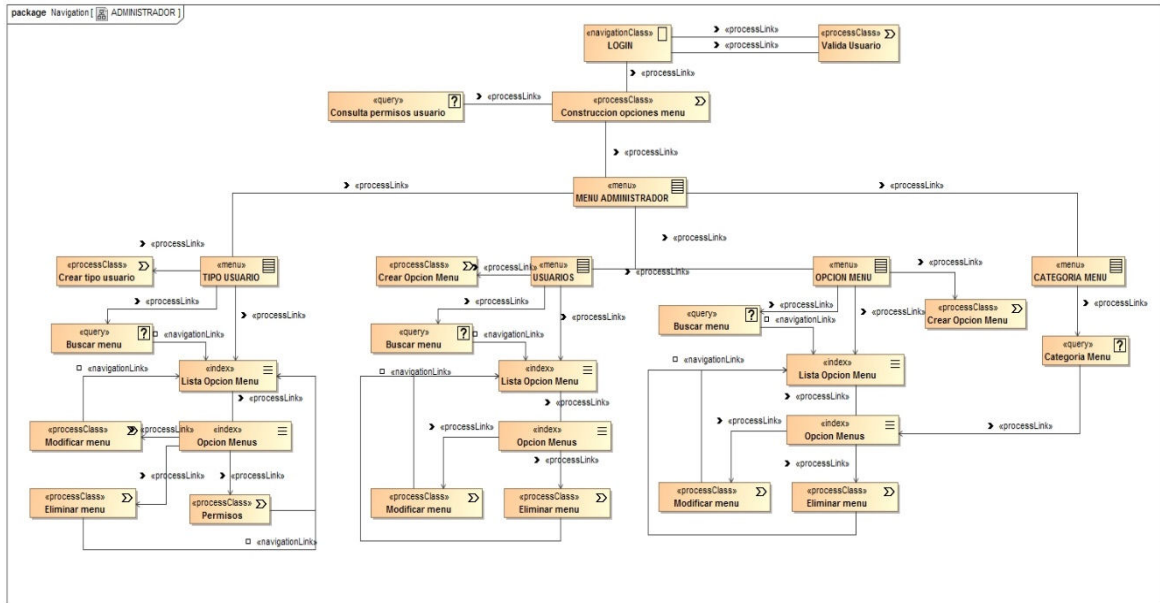 package Navigation [ ADMINISTRADOR ]
«navigationClass»
LOGIN
«processLink»
«processLink»
«processClass»
Valida Usuario
«processLink»
«query»
Consulta permisos usuario
«processLink»
«processClass»
Construccion opciones menu
«processLink»
«processLink»
«menu»
MENU ADMINISTRADOR
«processLink»
«processLink»
«processLink»
«processClass»
Crear tipo usuario
«menu»
TIPO USUARIO
«processClass»
Crear Opcion Menu
«processLink»
«menu»
USUARIOS
«processLink»
«menu»
OPCION MENU
«processLink»
«menu»
CATEGORIA MENU
«processLink»
«processLink»
«processLink»
«processLink»
«processLink»
«processLink»
«processLink»
«processClass»
Crear Opcion Menu
«query»
Buscar menu
«navigationLink»
«query»
Buscar menu
«navigationLink»
«query»
Buscar menu
«navigationLink»
«query»
Categoria Menu
«index»
Lista Opcion Menu
«index»
Lista Opcion Menu
«index»
Lista Opcion Menu
«navigationLink»
«navigationLink»
«navigationLink»
«processLink»
«processLink»
«processLink»
«processClass»
Modificar menu
«processLink»
«index»
Opcion Menus
«processLink»
«index»
Opcion Menus
«processLink»
«index»
Opcion Menus
«processLink»
«processLink»
«processLink»
«processLink»
«processLink»
«processClass»
Eliminar menu
«processClass»
Permisos
«processClass»
Modificar menu
«processClass»
Eliminar menu
«processClass»
Modificar menu
«processClass»
Eliminar menu
«navigationLink»
«navigationLink»
«navigationLink»